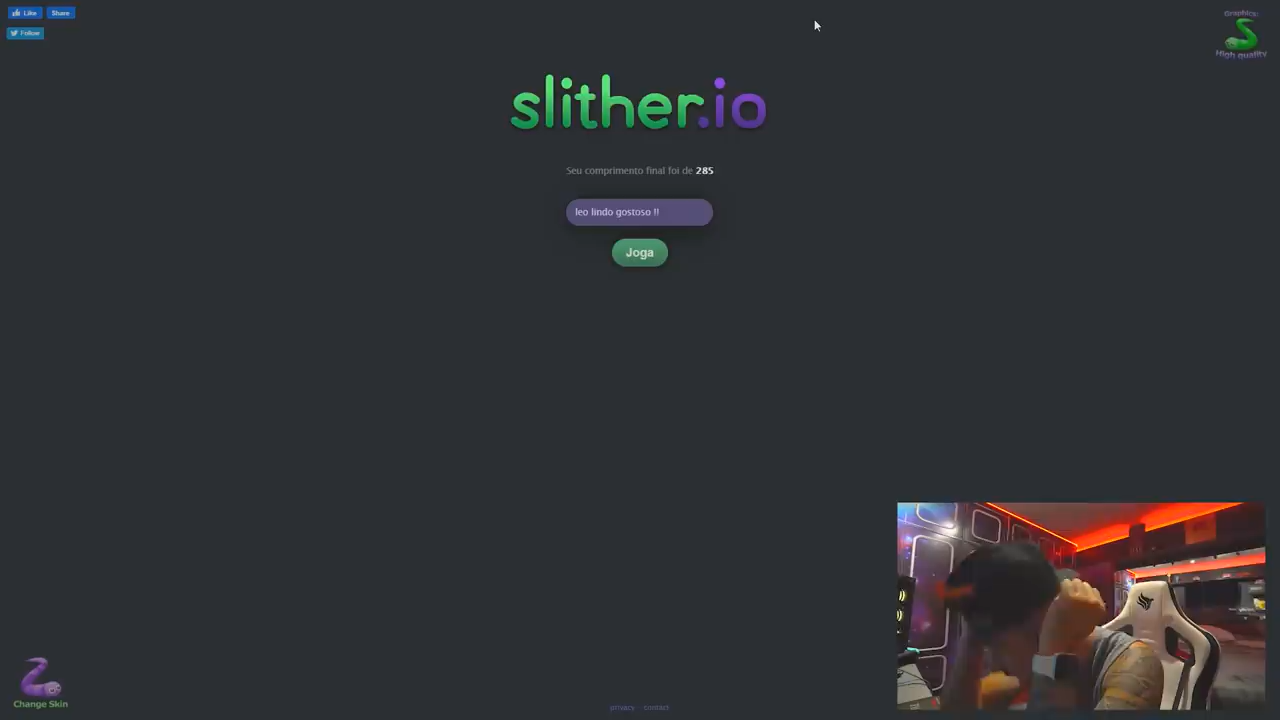 Like Share
Follow
Graphics:
High quality
slither.io
Seu comprimento final foi de 285
leo lindo gostoso !!
Joga
Change Skin
privacy - contact